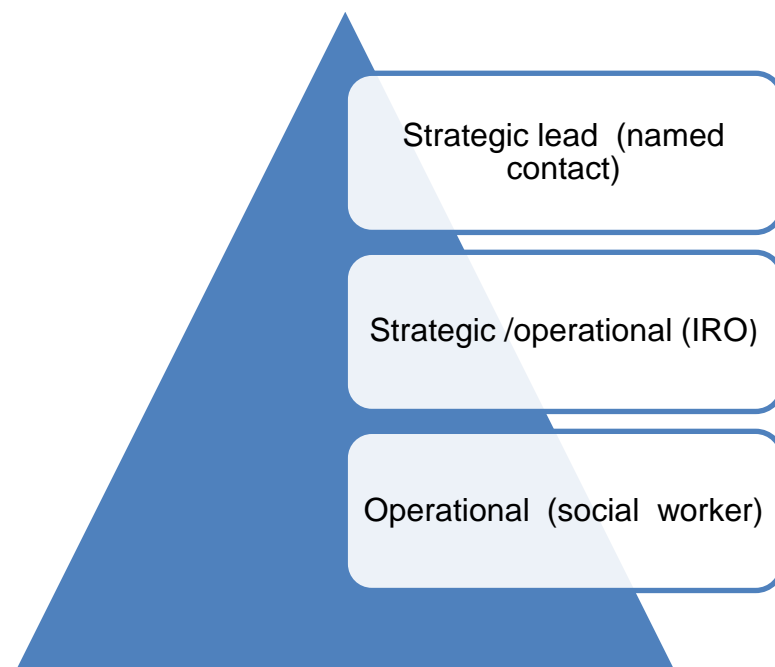 Strategic lead  (named
contact)
Strategic /operational (IRO)
Operational  (social  worker)